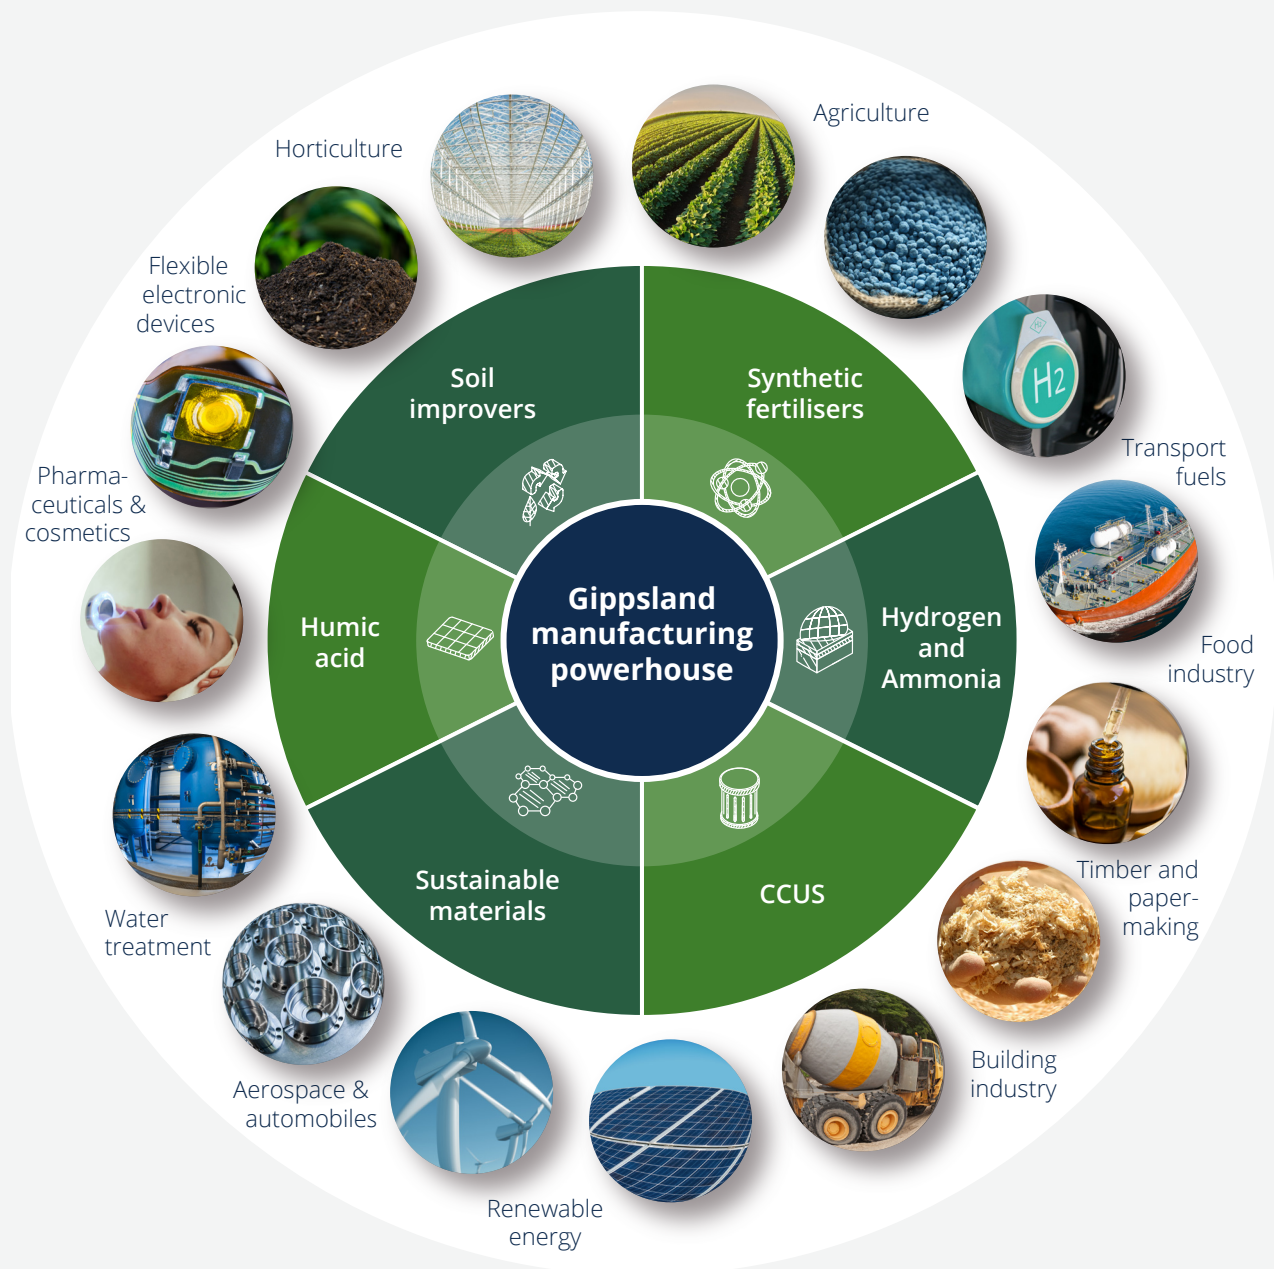 Agriculture
Horticulture
Flexible
electronic
devices
Pharma-
ceuticals &
cosmetics
Water
treatment
Aerospace &
automobiles
Renewable
energy
Building
industry
Timber and
paper-
making
Food
industry
Transport
fuels
H2
Soil
improvers
Synthetic
fertilisers
Hydrogen
and
Ammonia
CCUS
Sustainable
materials
Humic
acid
Gippsland
manufacturing
powerhouse